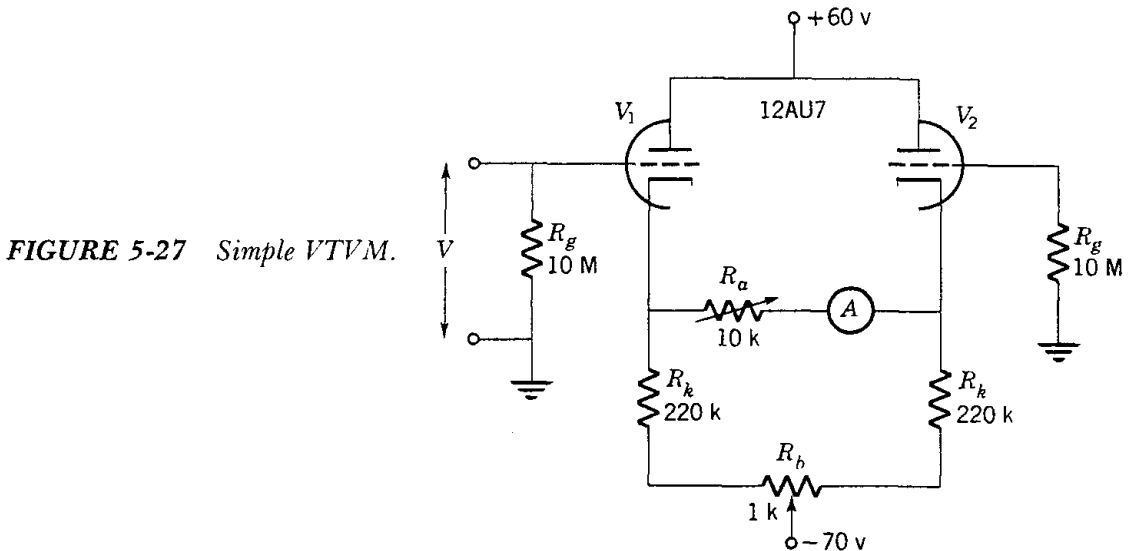 +60 v
12AU7
V1
V2
FIGURE 5-27 Simple VTVM.
V
Rg
10 M
Rg
10 M
Ra
10 k
A
Rk
220 k
Rk
220 k
Rb
1 k
-70 v